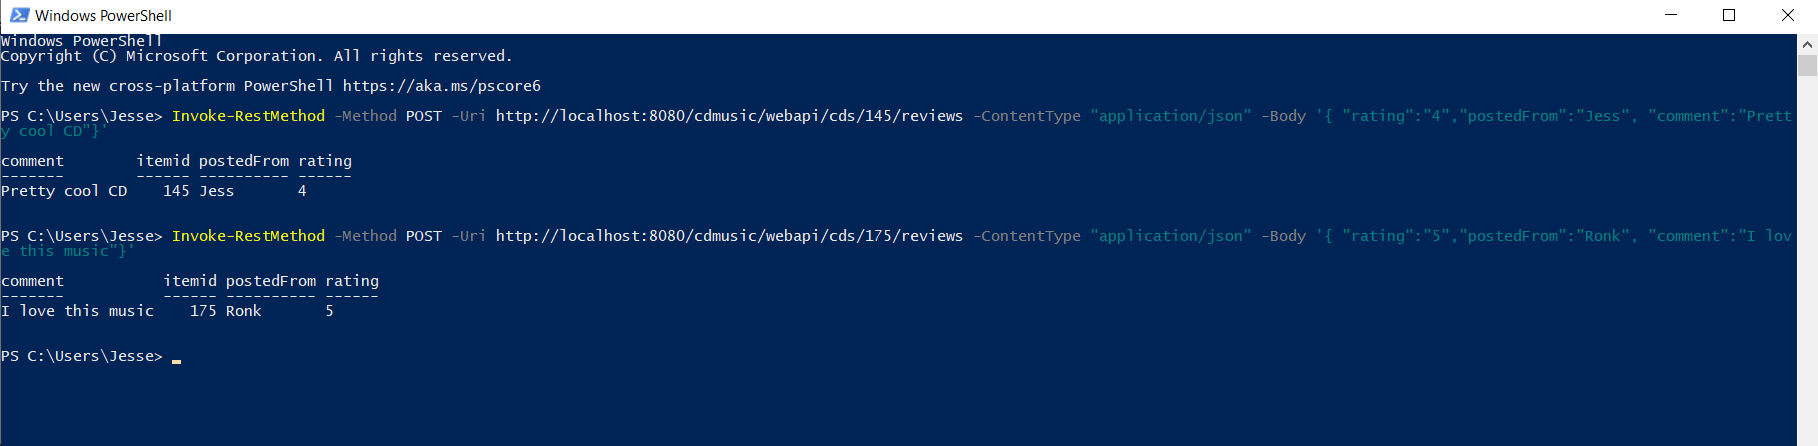 Windows PowerShell
Windows PowerShell
Copyright (C) Microsoft Corporation. All rights reserved.
Try the new cross-platform PowerShell https://aka.ms/pscore6
PS C:\Users\Jesse> Invoke-RestMethod -Method POST -Uri http://localhost:8080/cdmusic/webapi/cds/145/reviews -ContentType "application/json" -Body '{ "rating":"4","postedFrom":"Jess", "comment":"Prett
y cool CD"}'
comment        itemid postedFrom rating
-------        ------ ---------- ------
Pretty cool CD    145 Jess       4
PS C:\Users\Jesse> Invoke-RestMethod -Method POST -Uri http://localhost:8080/cdmusic/webapi/cds/175/reviews -ContentType "application/json" -Body '{ "rating":"5","postedFrom":"Ronk", "comment":"I lov
e this music"}'
comment           itemid postedFrom rating
-------           ------ ---------- ------
I love this music    175 Ronk       5
PS C:\Users\Jesse>